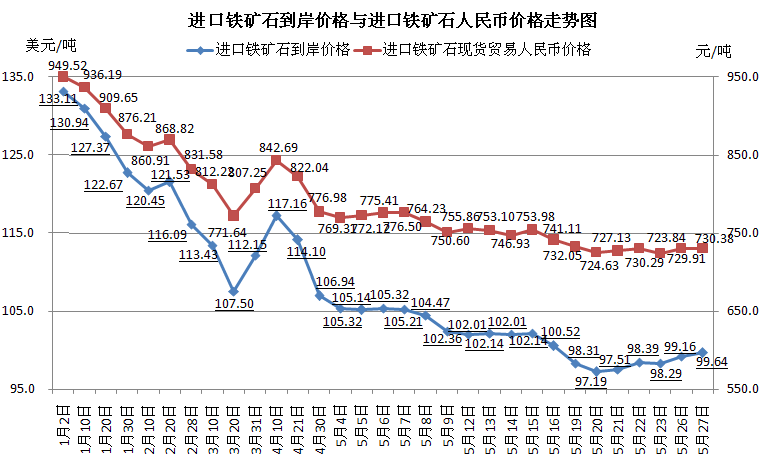 进口铁矿石到岸价格与进口铁矿石人民币价格走势图
美元/吨
元/吨
进口铁矿石到岸价格
进口铁矿石现货贸易人民币价格
135.0
125.0
115.0
105.0
95.0
950.0
850.0
750.0
650.0
550.0
949.52
936.19
909.65
876.21
860.91
868.82
831.58
812.22
771.64
807.25
842.69
822.04
776.98
769.37
772.12
775.41
776.50
764.23
750.60
755.86
753.10
746.93
753.98
741.11
732.05
724.63
727.13
730.29
723.84
729.91
730.38
133.11
130.94
127.37
122.67
120.45
121.53
116.09
113.43
107.50
112.15
117.16
114.10
106.94
105.32
105.14
105.32
105.21
104.47
102.36
102.01
102.14
102.01
102.14
100.52
98.31
97.19
97.51
98.39
98.29
99.16
99.64
1月2日
1月10日
1月20日
1月30日
2月10日
2月20日
2月28日
3月10日
3月20日
4月1日
4月10日
4月21日
4月30日
5月4日
5月5日
5月6日
5月7日
5月8日
5月9日
5月12日
5月13日
5月14日
5月15日
5月16日
5月19日
5月20日
5月21日
5月22日
5月23日
5月26日
5月27日